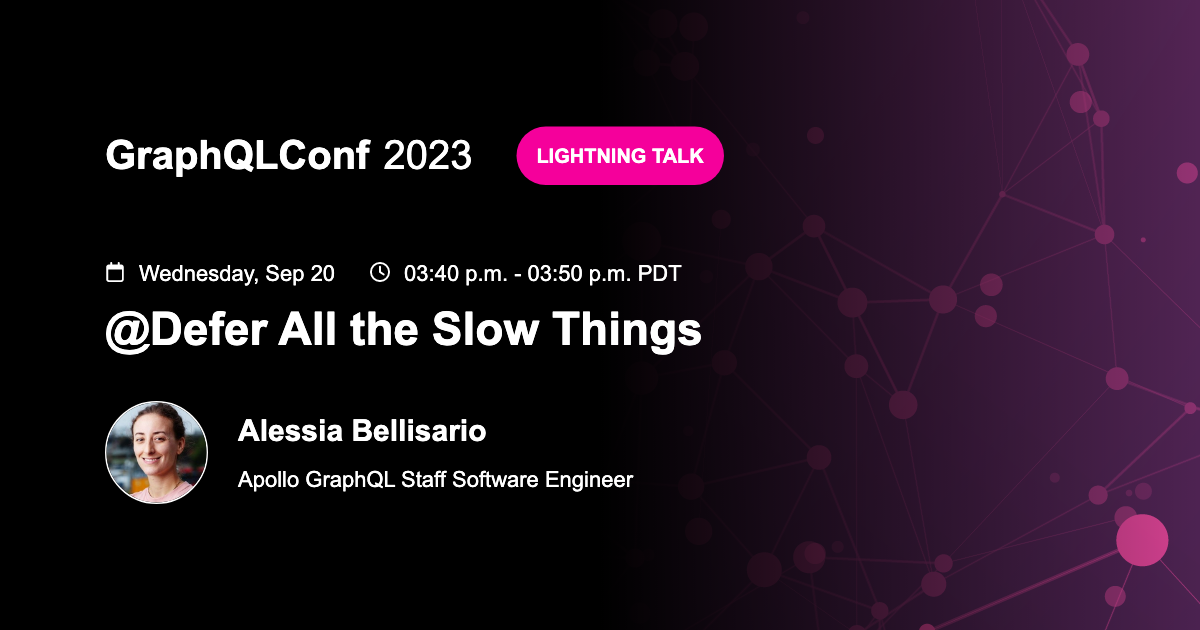 GraphQLConf 2023 LIGHTNING TALK
Wednesday, Sep 20 03:40 p.m. - 03:50 p.m. PDT
@Defer All the Slow Things
Alessia Bellisario
Apollo GraphQL Staff Software Engineer